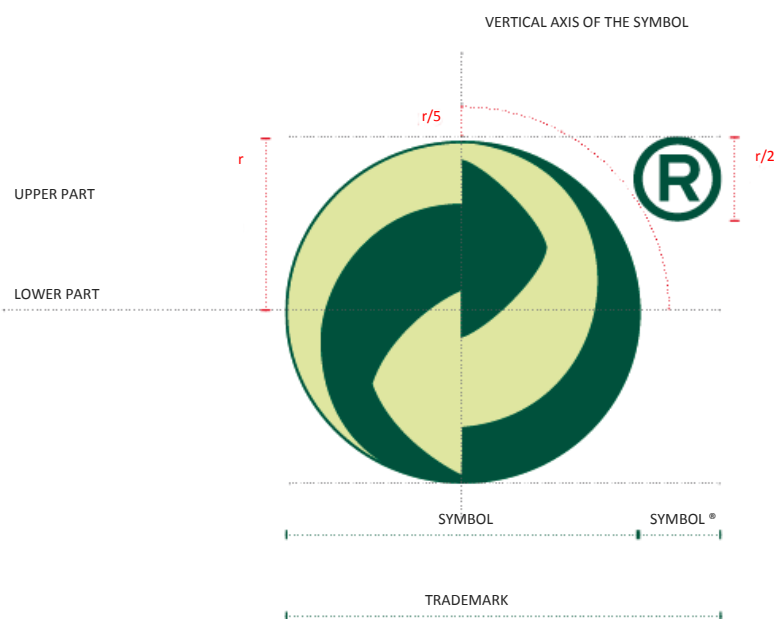 VERTICAL AXIS OF THE SYMBOL
r/5
r
r/2
R
UPPER PART
LOWER PART
SYMBOL
SYMBOL ®
TRADEMARK